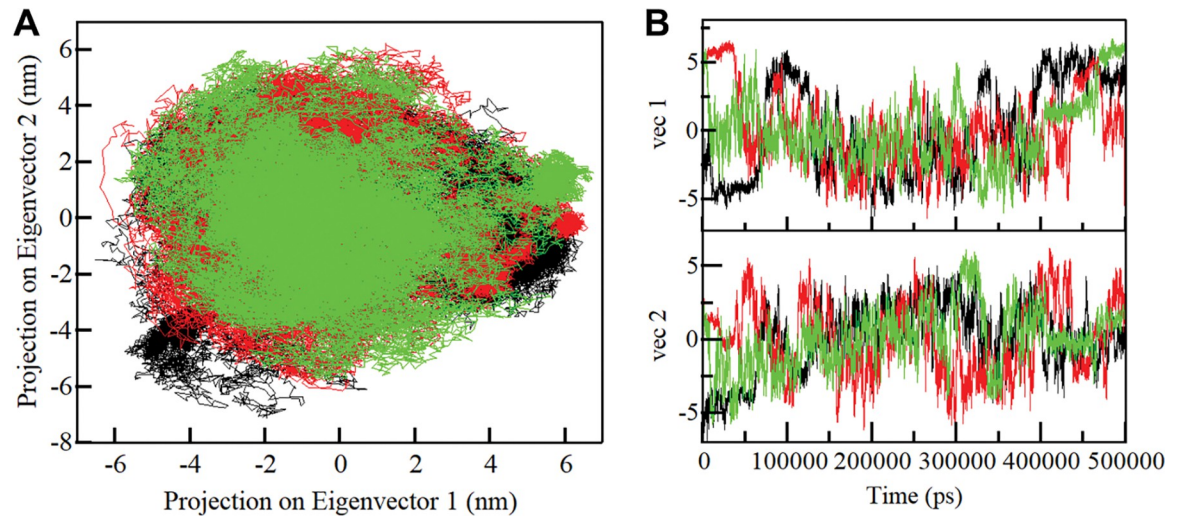 A
6
4
2
0
-2
-4
-6
-8
Projection on Eigenvector 2 (nm)
-6 -4 -2 0 2 4 6
Projection on Eigenvector 1 (nm)
B
5
0
-5
vec 1
5
0
-5
vec 2
0 100000 200000 300000 400000 500000
Time (ps)